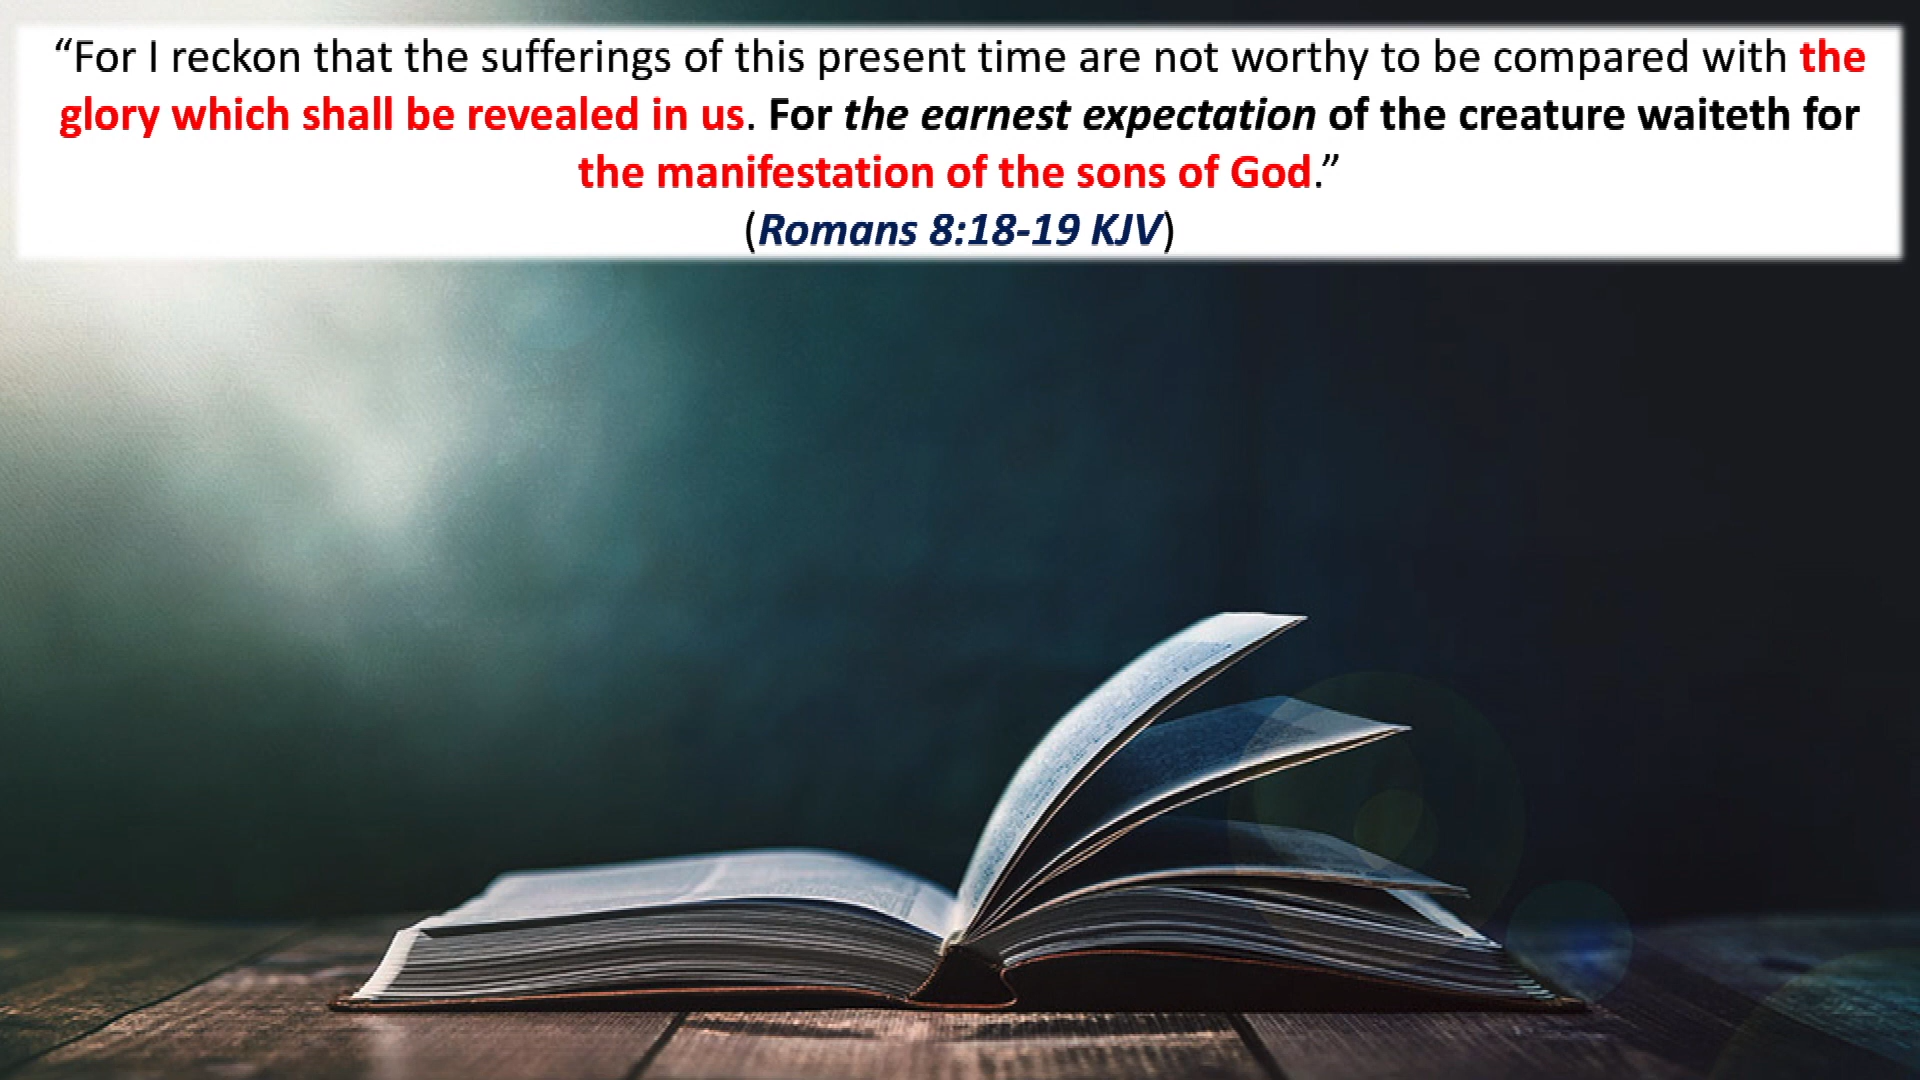 “For I reckon that the sufferings of this present time are not worthy to be compared with the
glory which shall be revealed in us. For the earnest expectation of the creature waiteth for
the manifestation of the sons of God.”
(Romans 8:18-19 KJV)